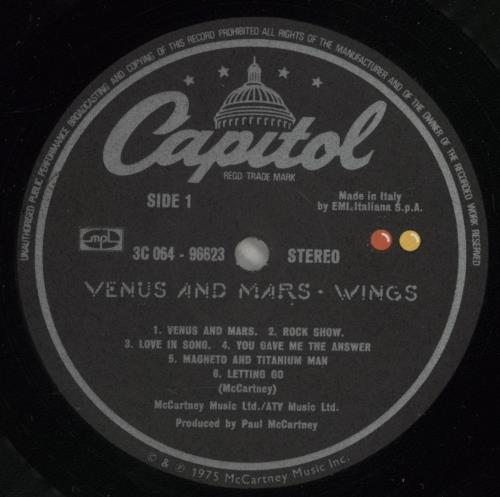 UNAUTHORISED PUBLIC PERFORMANCE BROADCASTING AND COPYING OF THIS RECORD PROHIBITED ALL RIGHTS OF THE MANUFACTURER AND OF THE OWNER OF THE RECORDED WORK RESERVED
Capitol
REGD. TRADE MARK
SIDE 1
Made in Italy
by EMI.Italiana S.p.A.
mpl
3C 064 - 96623 STEREO
VENUS AND MARS · WINGS
1. VENUS AND MARS. 2. ROCK SHOW.
3. LOVE IN SONG. 4. YOU GAVE ME THE ANSWER
5. MAGNETO AND TITANIUM MAN
6. LETTING GO
(McCartney)
McCartney Music Ltd./ATV Music Ltd.
Produced by Paul McCartney
© & ℗ 1975 McCartney Music Inc.